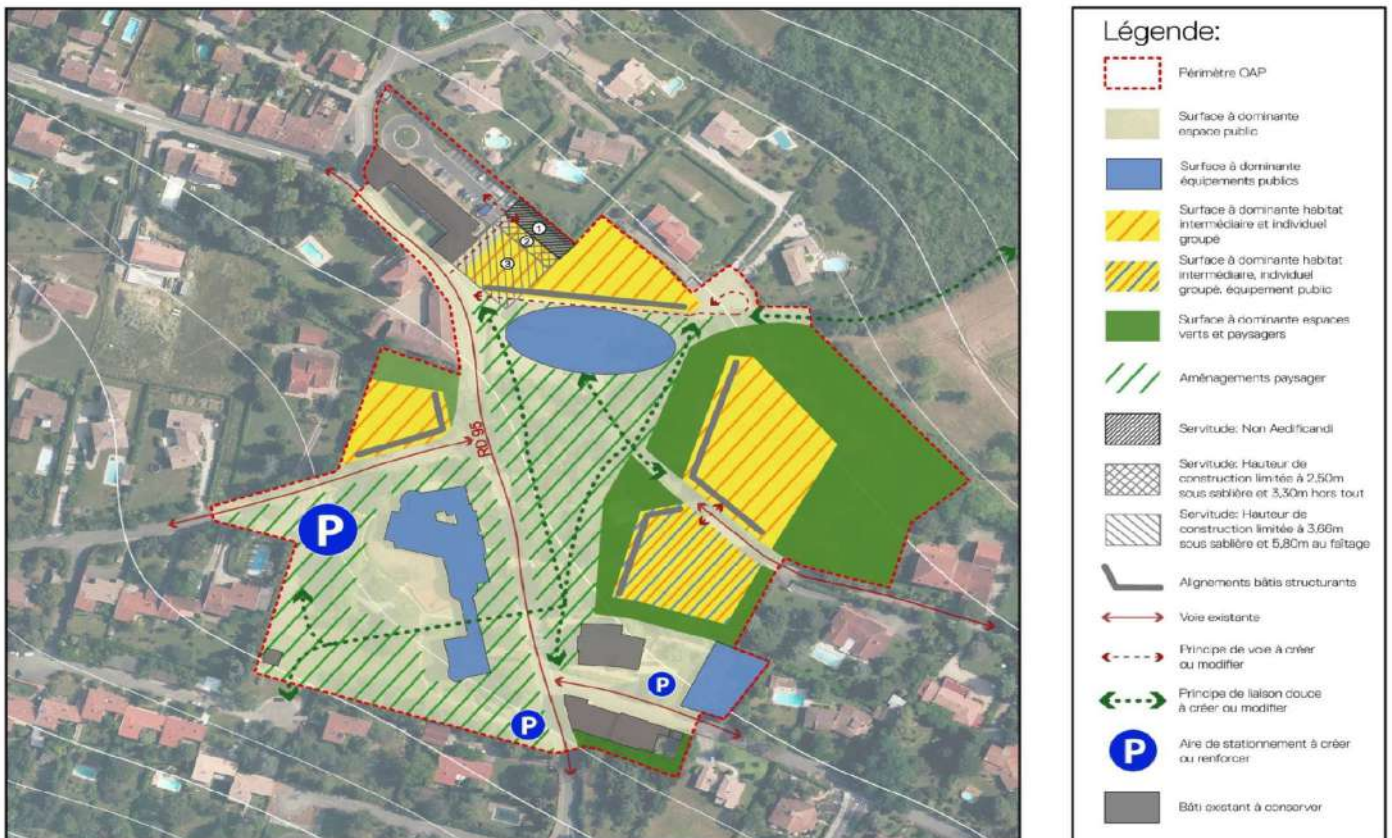 1
2
3
RD 95
P
P
P
Légende:
Périmètre OAP
Surface à dominante
espace public
Surface à dominante
équipements publics
Surface à dominante habitat
intermédiaire et individuel
groupé
Surface à dominante habitat
intermédiaire, individuel
groupé, équipement public
Surface à dominante espaces
verts et paysagers
Aménagements paysager
Servitude: Non Aedificandi
Servitude: Hauteur de
construction limitée à 2,50m
sous sablière et 3,30m hors tout
Servitude: Hauteur de
construction limitée à 3,66m
sous sablière et 5,80m au faîtage
Alignements bâtis structurants
Voie existante
Principe de voie à créer
ou modifier
Principe de liaison douce
à créer ou modifier
P
Aire de stationnement à créer
ou renforcer
Bâti existant à conserver